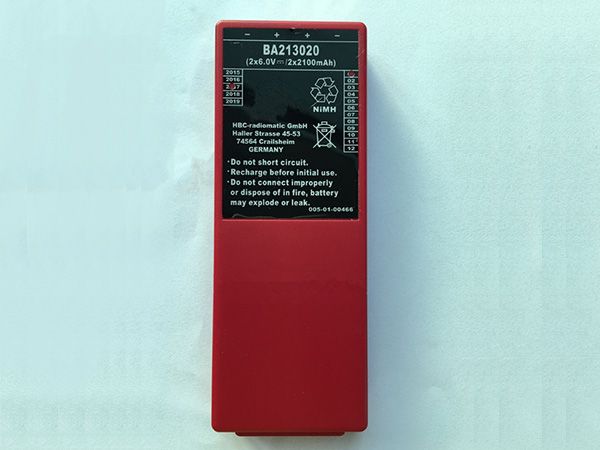 − + + −
BA213020
(2x6.0V⎓/2x2100mAh)
2015
2016
2018
2019
02
03
04
05
06
07
08
09
10
11
12
NiMH
HBC-radiomatic GmbH
Haller Strasse 45-53
74564 Crailsheim
GERMANY
·Do not short circuit.
·Recharge before initial use.
·Do not connect improperly
or dispose of in fire, battery
may explode or leak.
005-01-00466